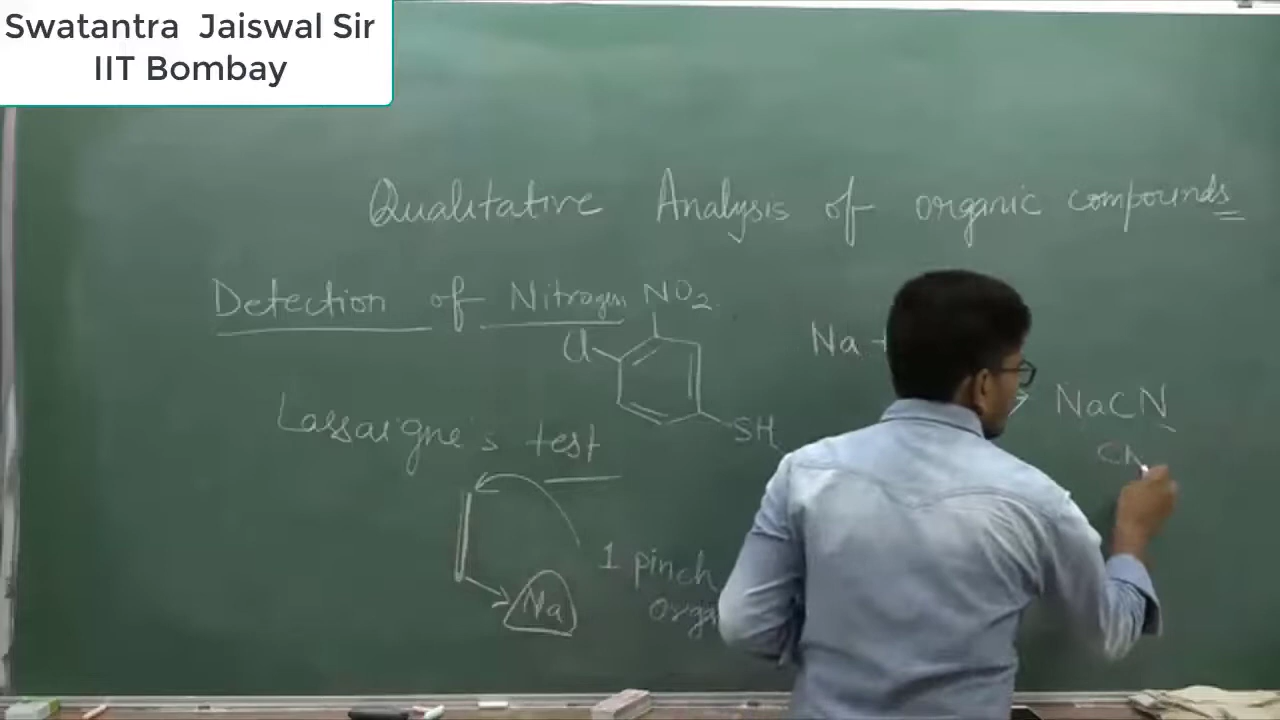 Swatantra Jaiswal Sir
IIT Bombay
Qualitative Analysis of organic compounds
Detection of Nitrogen
NO2
Cl
SH
Na +
NaCN
CN
Lassaigne's test
1 pinch
Na